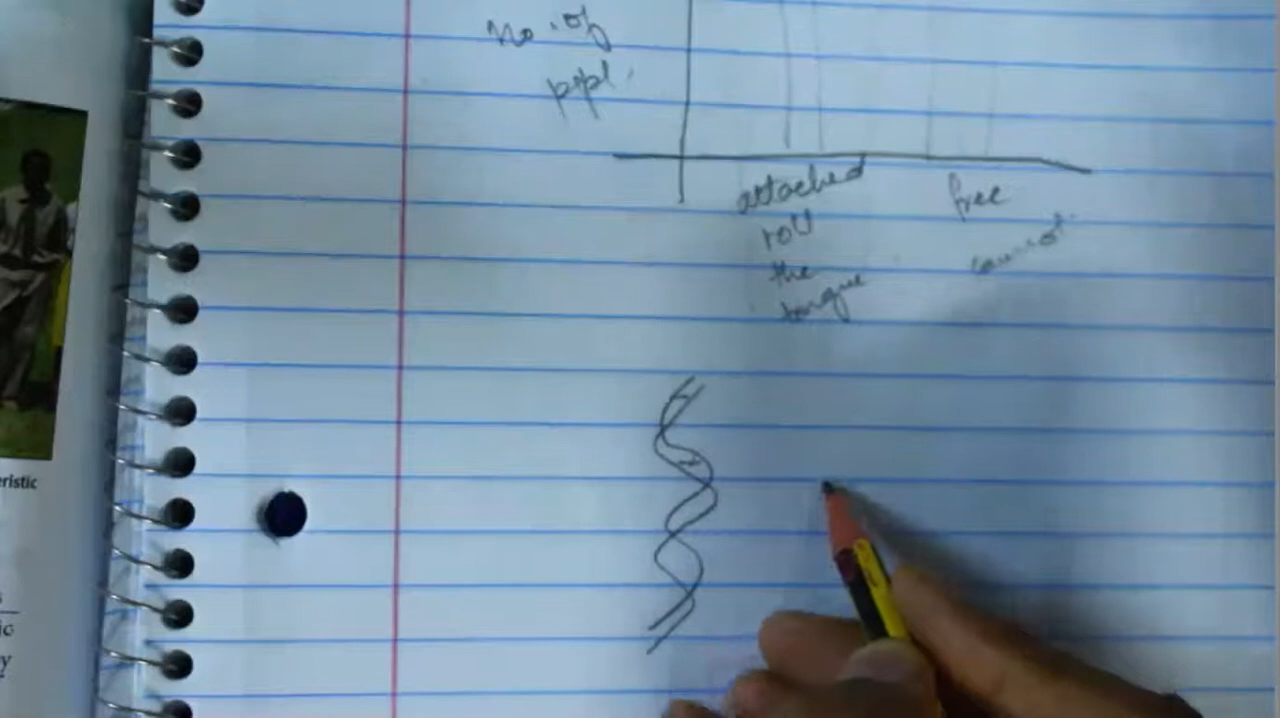 No. of
ppl.
attached
free
roll
cannot
the
tongue
eristic